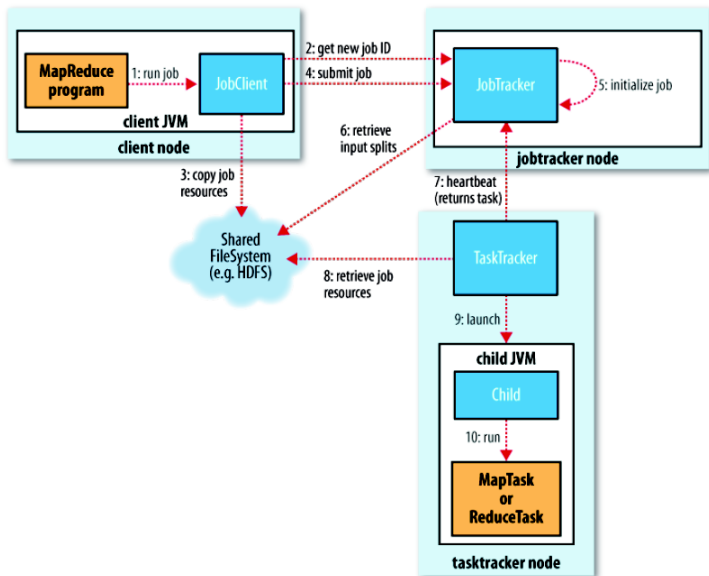 MapReduce
program
1: run job
JobClient
client JVM
client node
2: get new job ID
4: submit job
JobTracker
5: initialize job
jobtracker node
3: copy job
resources
6: retrieve
input splits
7: heartbeat
(returns task)
Shared
FileSystem
(e.g. HDFS)
8: retrieve job
resources
TaskTracker
9: launch
child JVM
Child
10: run
MapTask
or
ReduceTask
tasktracker node